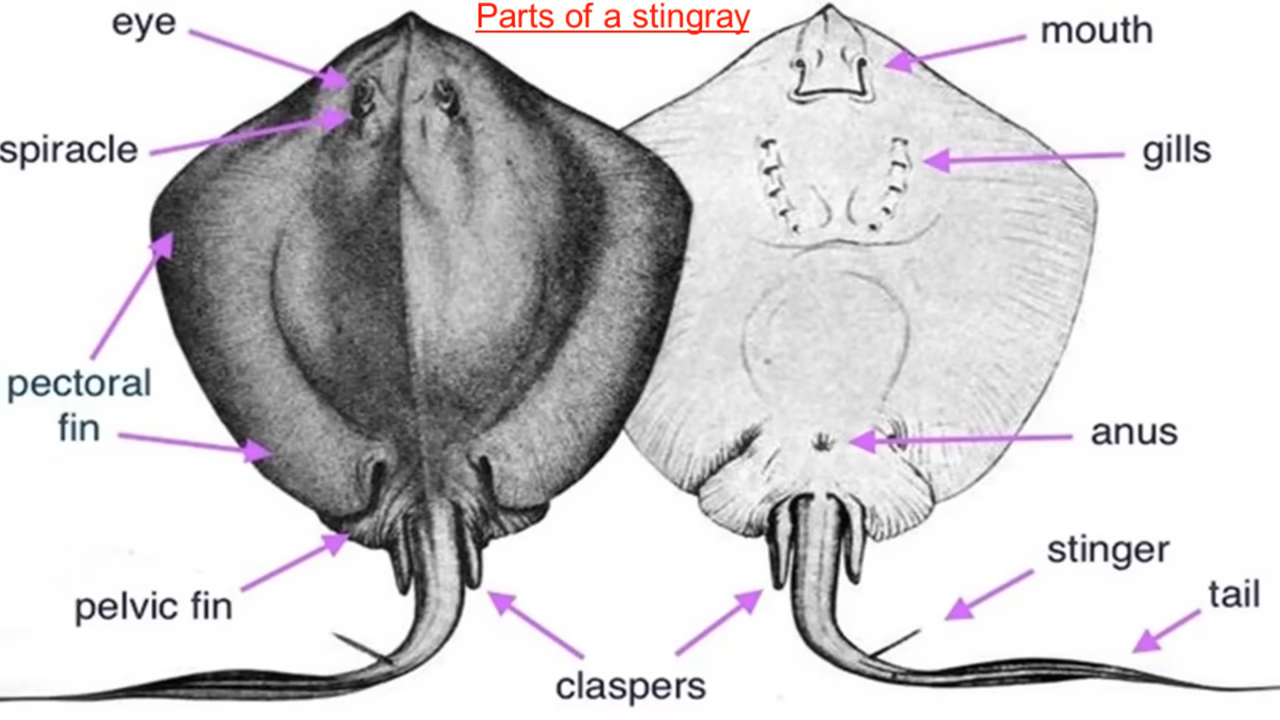 Parts of a stingray
eye
spiracle
pectoral
fin
pelvic fin
claspers
mouth
gills
anus
stinger
tail